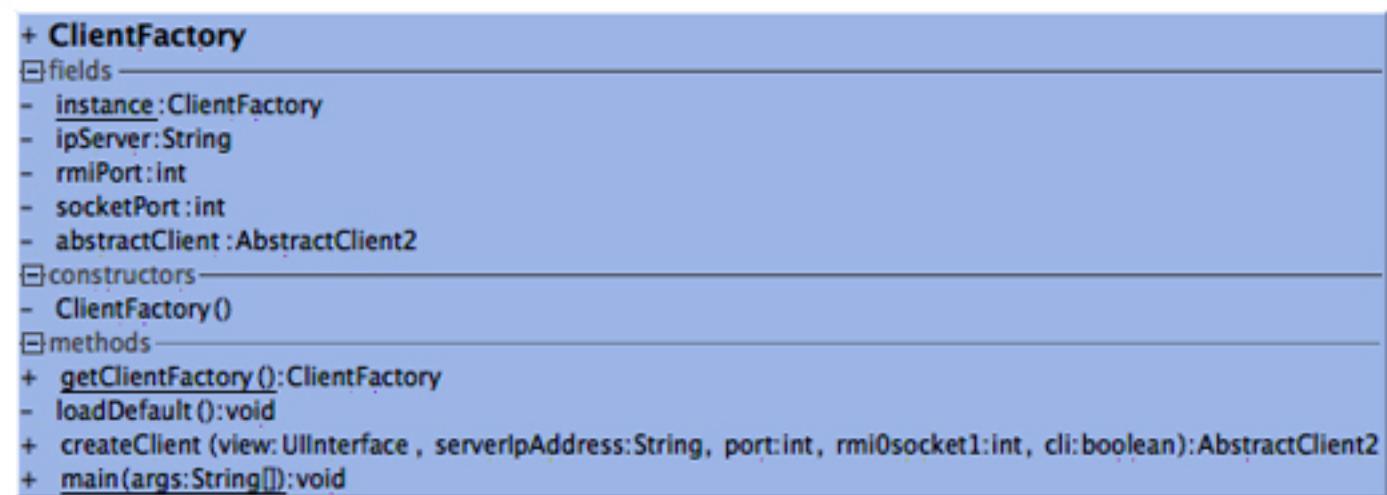 + ClientFactory
fields
- instance:ClientFactory
- ipServer:String
- rmiPort:int
- socketPort:int
- abstractClient:AbstractClient2
constructors
- ClientFactory()
methods
+ getClientFactory():ClientFactory
- loadDefault():void
+ createClient (view:UIInterface , serverIpAddress:String, port:int, rmi0socket1:int, cli:boolean):AbstractClient2
+ main(args:String[]):void